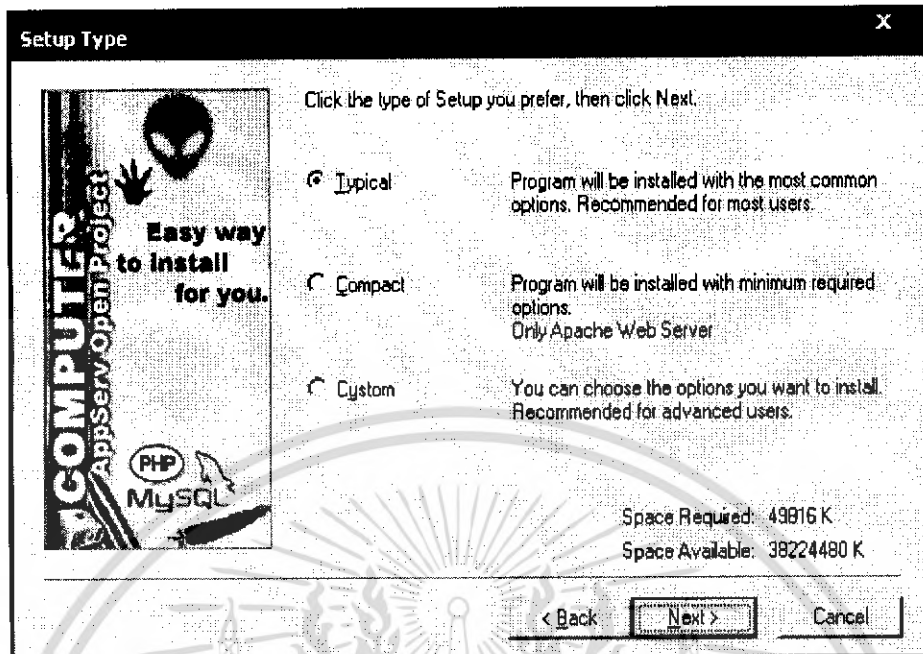 Setup Type
X
Click the type of Setup you prefer, then click Next.
COMPUTER
AppServ Open Project
Easy way
to install
for you.
PHP
MySQL
Typical
Program will be installed with the most common
options. Recommended for most users.
Compact
Program will be installed with minimum required
options.
Only Apache Web Server
Custom
You can choose the options you want to install.
Recommended for advanced users.
Space Required: 49816 K
Space Available: 38224480 K
< Back
Next >
Cancel